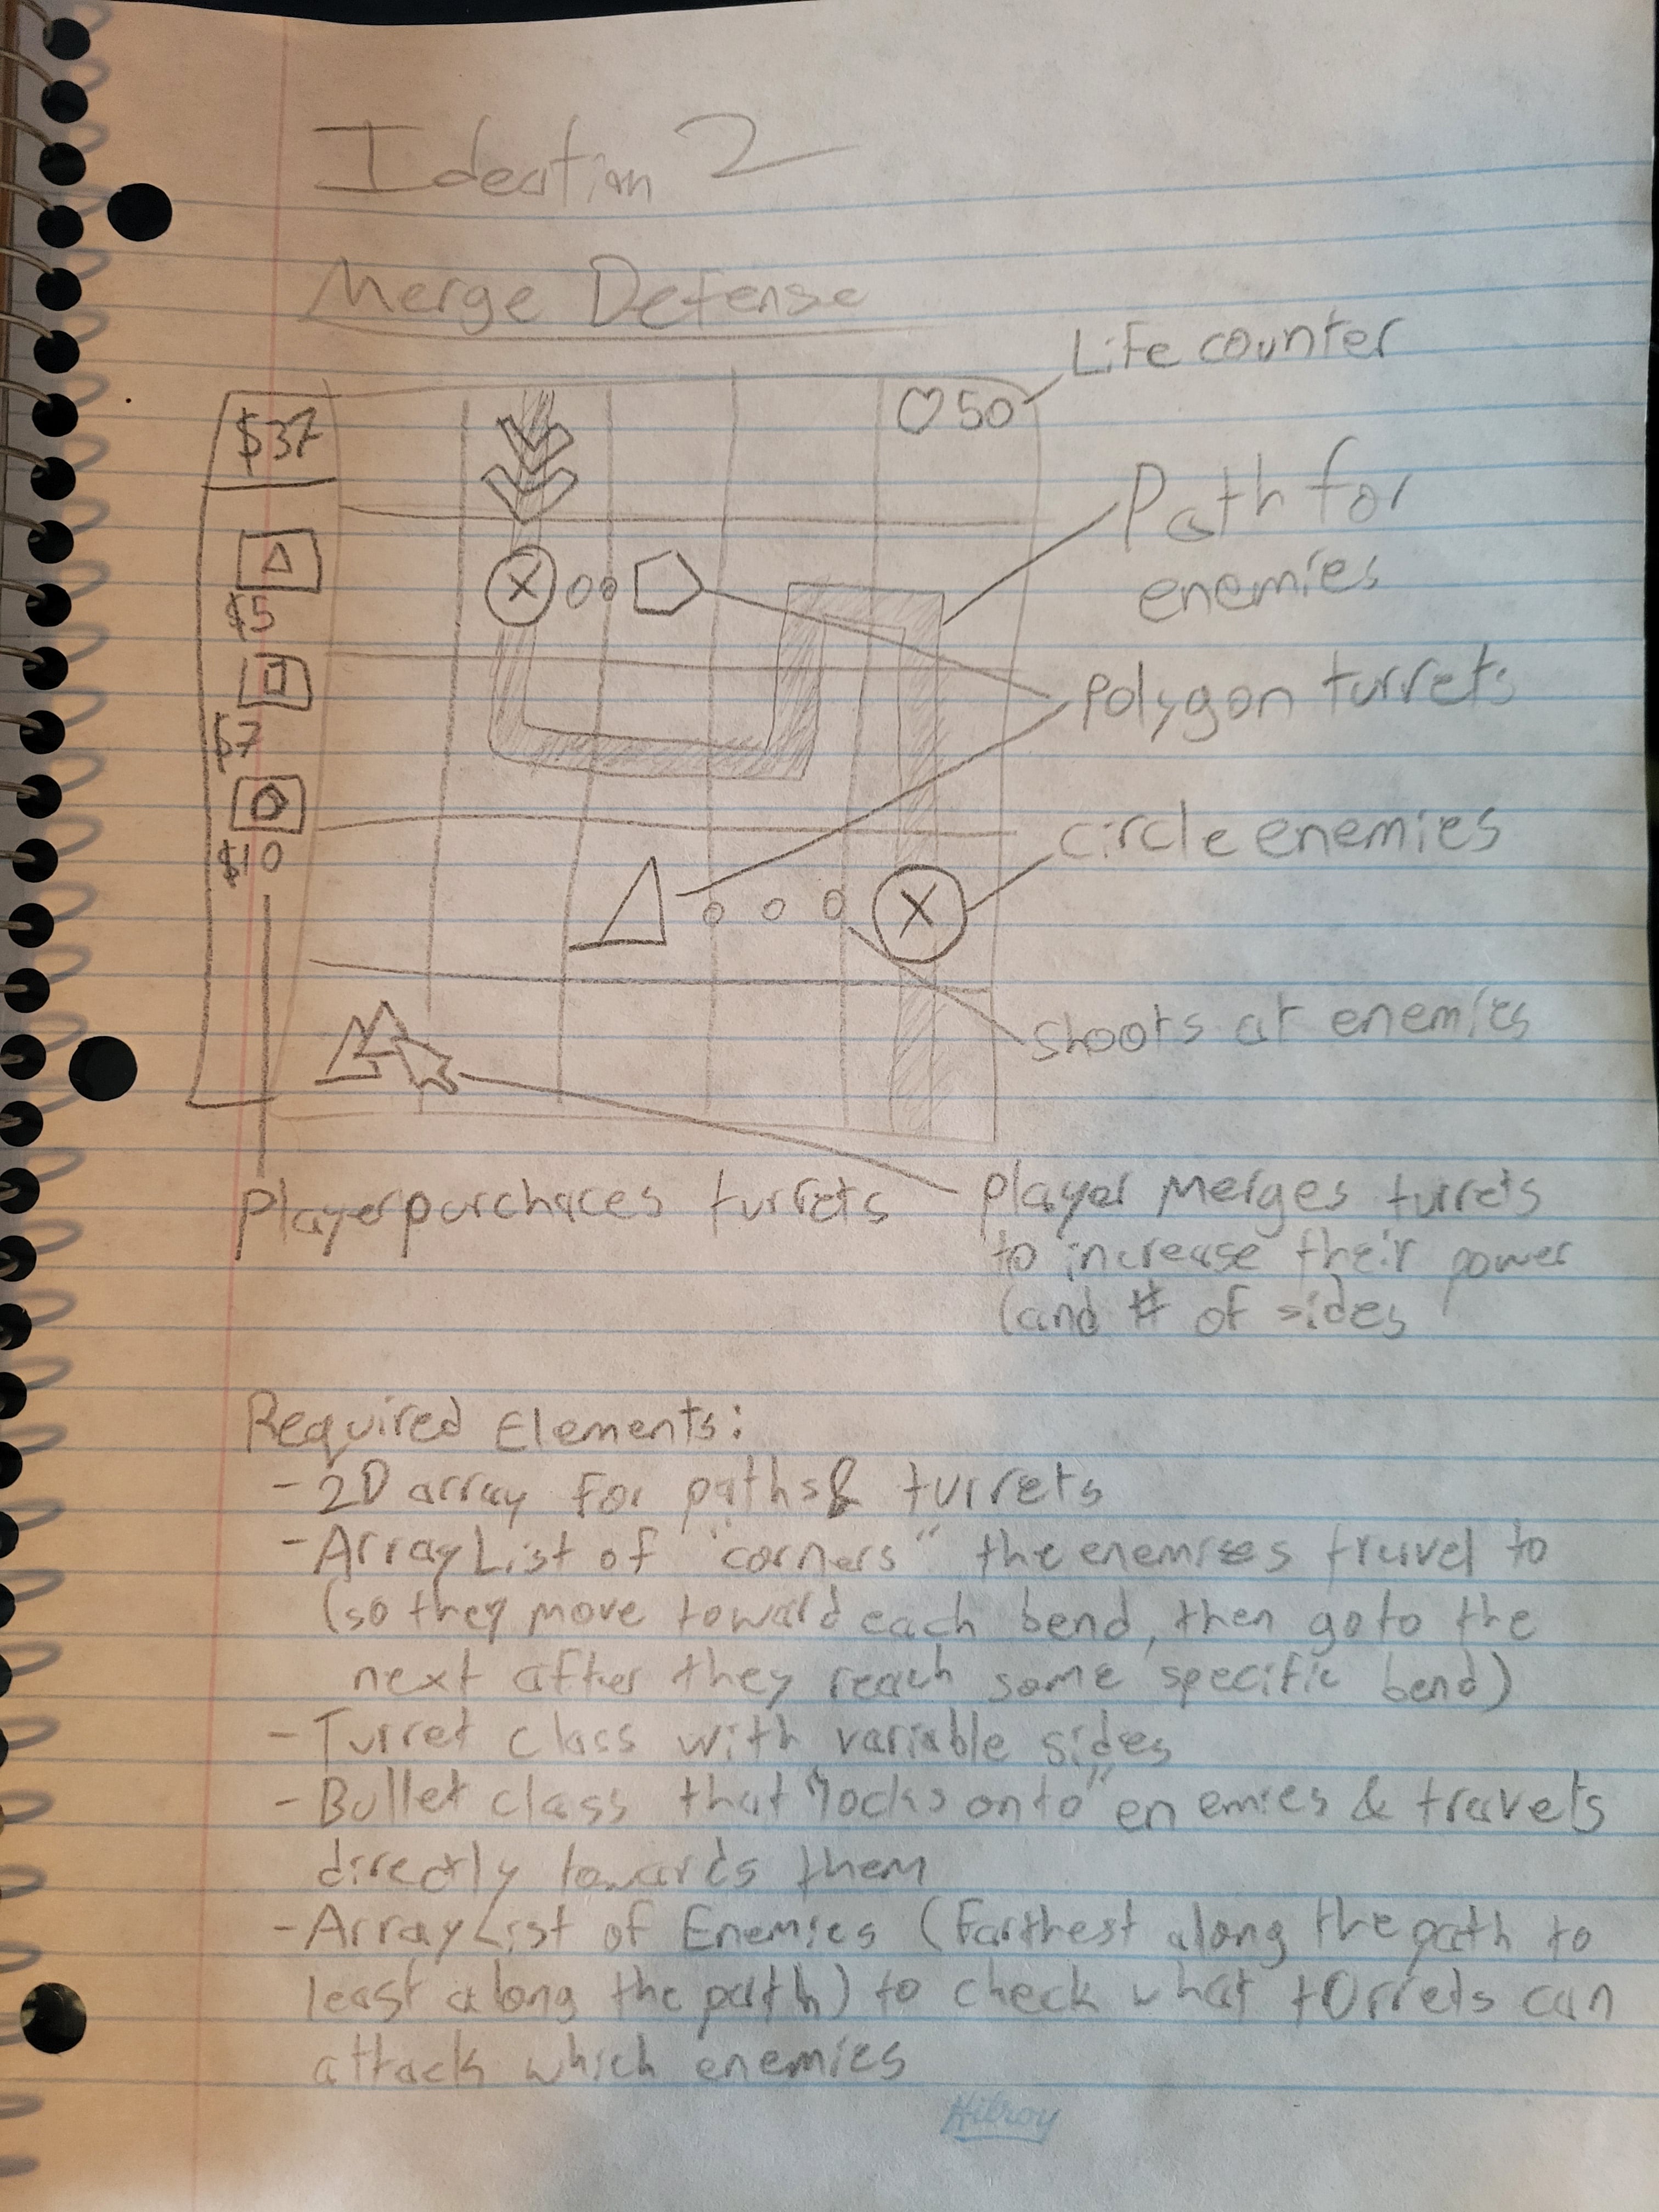 Ideation 2
Merge Defense
Life counter
$37
♡50
Path for
enemies
$5
polygon turrets
$7
circle enemies
$10
shoots at enemies
player purchaces turrets
player Merges turrets
to increase their power
(and # of sides
Required Elements:
- 2D array for paths & turrets
- ArrayList of "corners" the enemies travel to
(so they move toward each bend, then go to the
next after they reach some specific bend)
- Turret class with variable sides
- Bullet class that "locks onto" enemies & travels
directly towards them
- ArrayList of Enemies (farthest along the path to
least along the path) to check what turrets can
attack which enemies
Hilroy